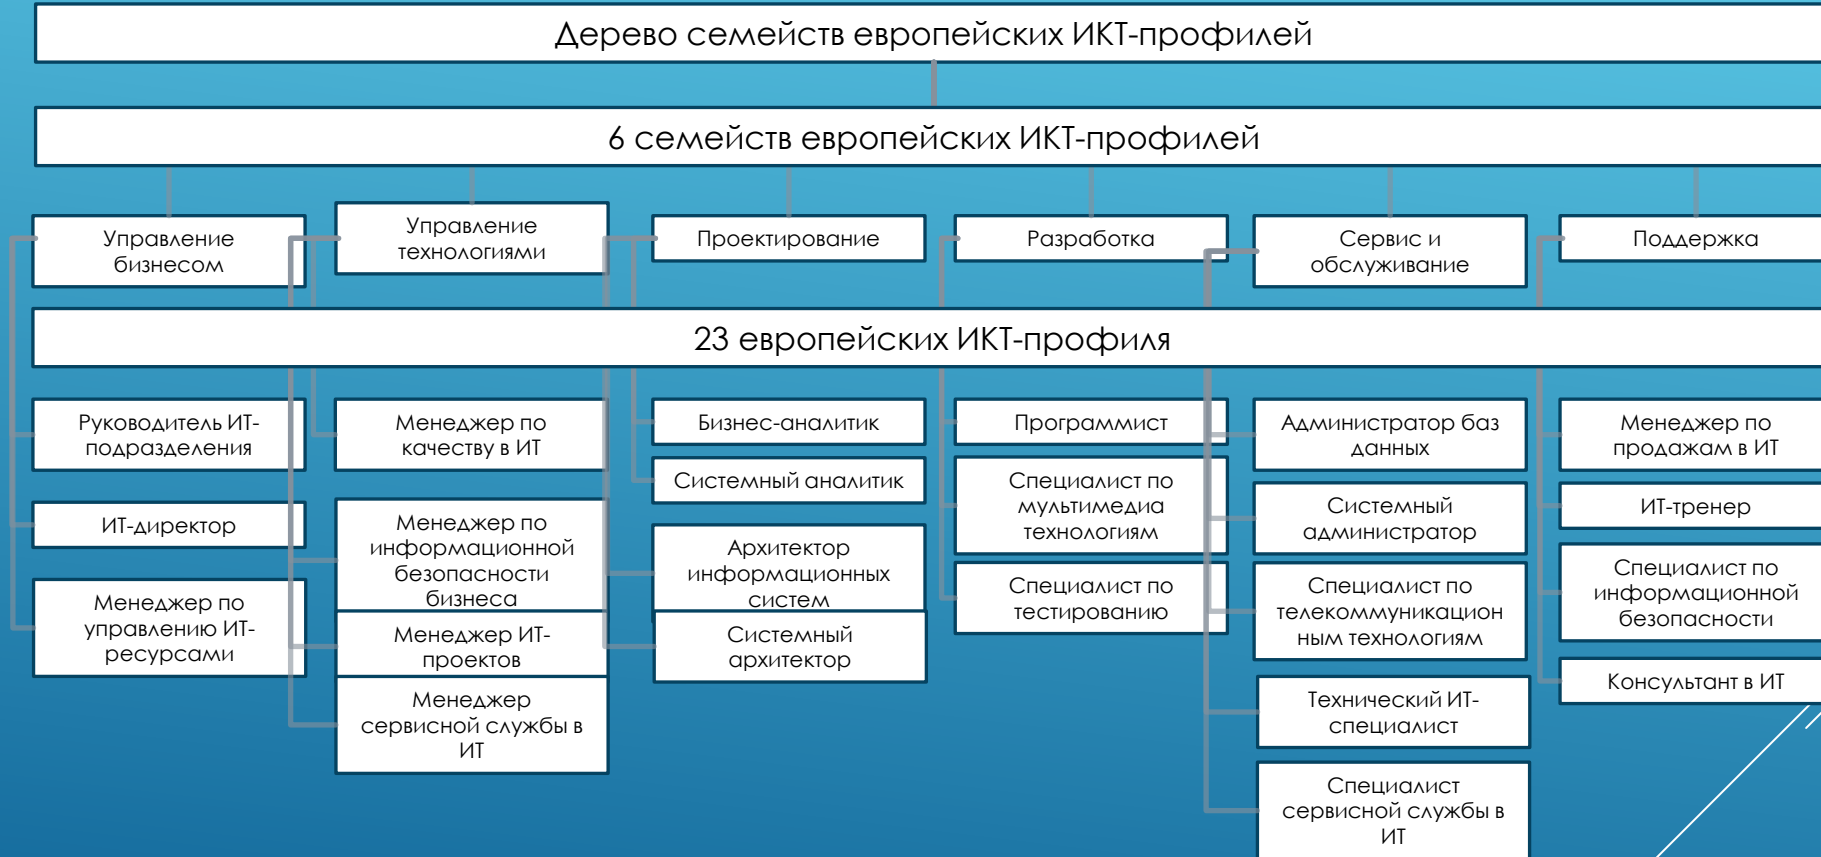 Дерево семейств европейских ИКТ-профилей
6 семейств европейских ИКТ-профилей
Управление
бизнесом
Управление
технологиями
Проектирование
Разработка
Сервис и
обслуживание
Поддержка
23 европейских ИКТ-профиля
Руководитель ИТ-
подразделения
ИТ-директор
Менеджер по
управлению ИТ-
ресурсами
Менеджер по
качеству в ИТ
Менеджер по
информационной
безопасности
бизнеса
Менеджер ИТ-
проектов
Менеджер
сервисной службы в
ИТ
Бизнес-аналитик
Системный аналитик
Архитектор
информационных
систем
Системный
архитектор
Программист
Специалист по
мультимедиа
технологиям
Специалист по
тестированию
Администратор баз
данных
Системный
администратор
Специалист по
телекоммуникацион
ным технологиям
Технический ИТ-
специалист
Специалист
сервисной службы в
ИТ
Менеджер по
продажам в ИТ
ИТ-тренер
Специалист по
информационной
безопасности
Консультант в ИТ